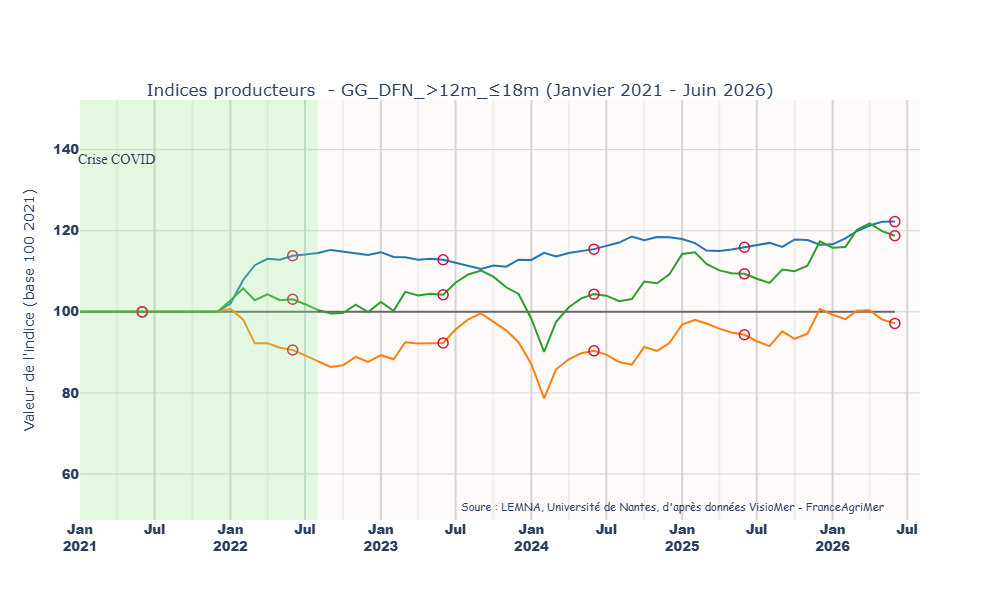 Indices producteurs  - GG_DFN_>12m_≤18m (Janvier 2021 - Juin 2026)
Valeur de l'indice (base 100 2021)
140
Crise COVID
120
100
80
60
Soure : LEMNA, Université de Nantes, d'après données VisioMer - FranceAgriMer
Jan Jul Jan Jul Jan Jul Jan Jul Jan Jul Jan Jul
2021 2022 2023 2024 2025 2026